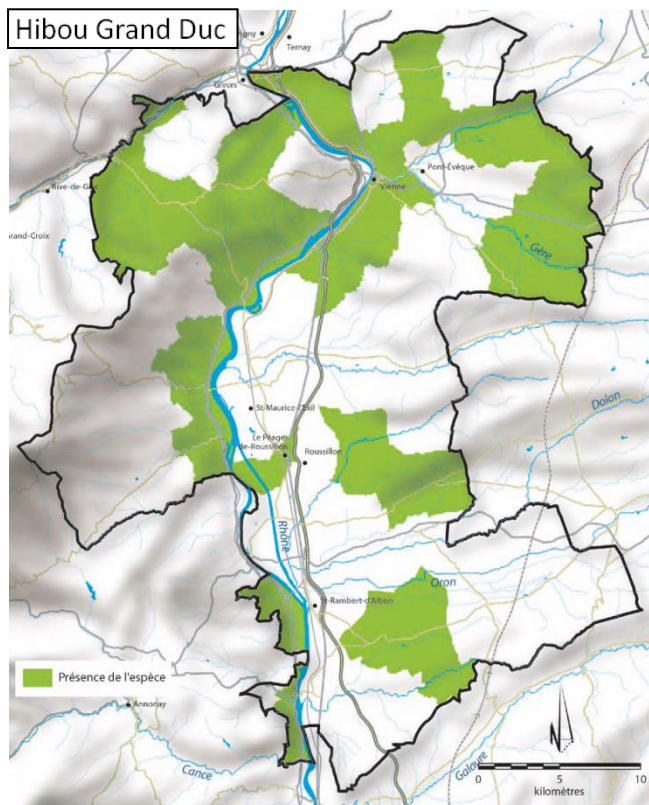 Hibou Grand Duc
Ternay
Givors
Pont-Évêque
Rive-de-Gier
Vienne
Grand-Croix
Gère
Dolon
St-Maurice-l'Exil
Le Péage-
de-Roussillon
Roussillon
Rhône
Oron
St-Rambert-d'Albon
Présence de l'espèce
Annonay
Cance
Galaure
N
0 5 10
kilomètres